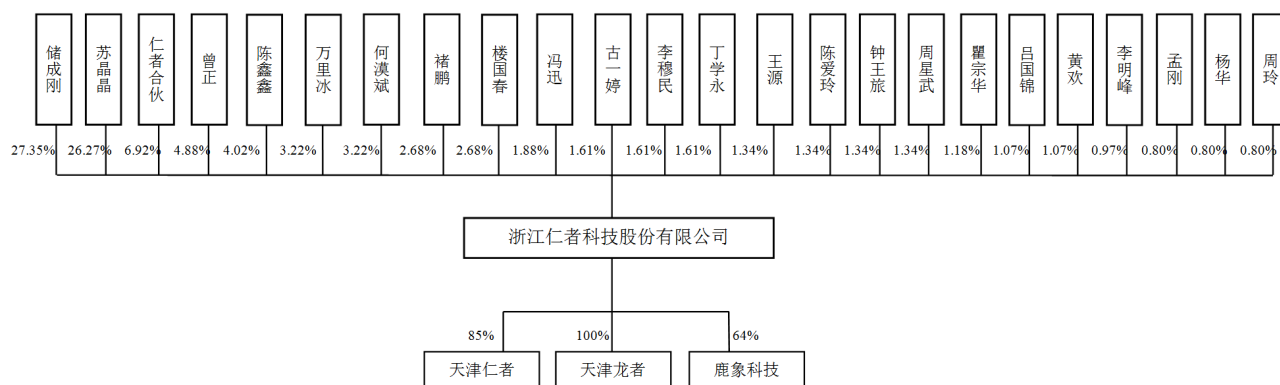 储成刚
苏晶晶
仁者合伙
曾正
陈鑫鑫
万里冰
何漠斌
褚鹏
楼国春
冯迅
古一婷
李穆民
丁学永
王源
陈爱玲
钟王旅
周星武
瞿宗华
吕国锦
黄欢
李明峰
孟刚
杨华
周玲
27.35% 26.27% 6.92% 4.88% 4.02% 3.22% 3.22% 2.68% 2.68% 1.88% 1.61% 1.61% 1.61% 1.34% 1.34% 1.34% 1.34% 1.18% 1.07% 1.07% 0.97% 0.80% 0.80% 0.80%
浙江仁者科技股份有限公司
85% 100% 64%
天津仁者 天津龙者 鹿象科技